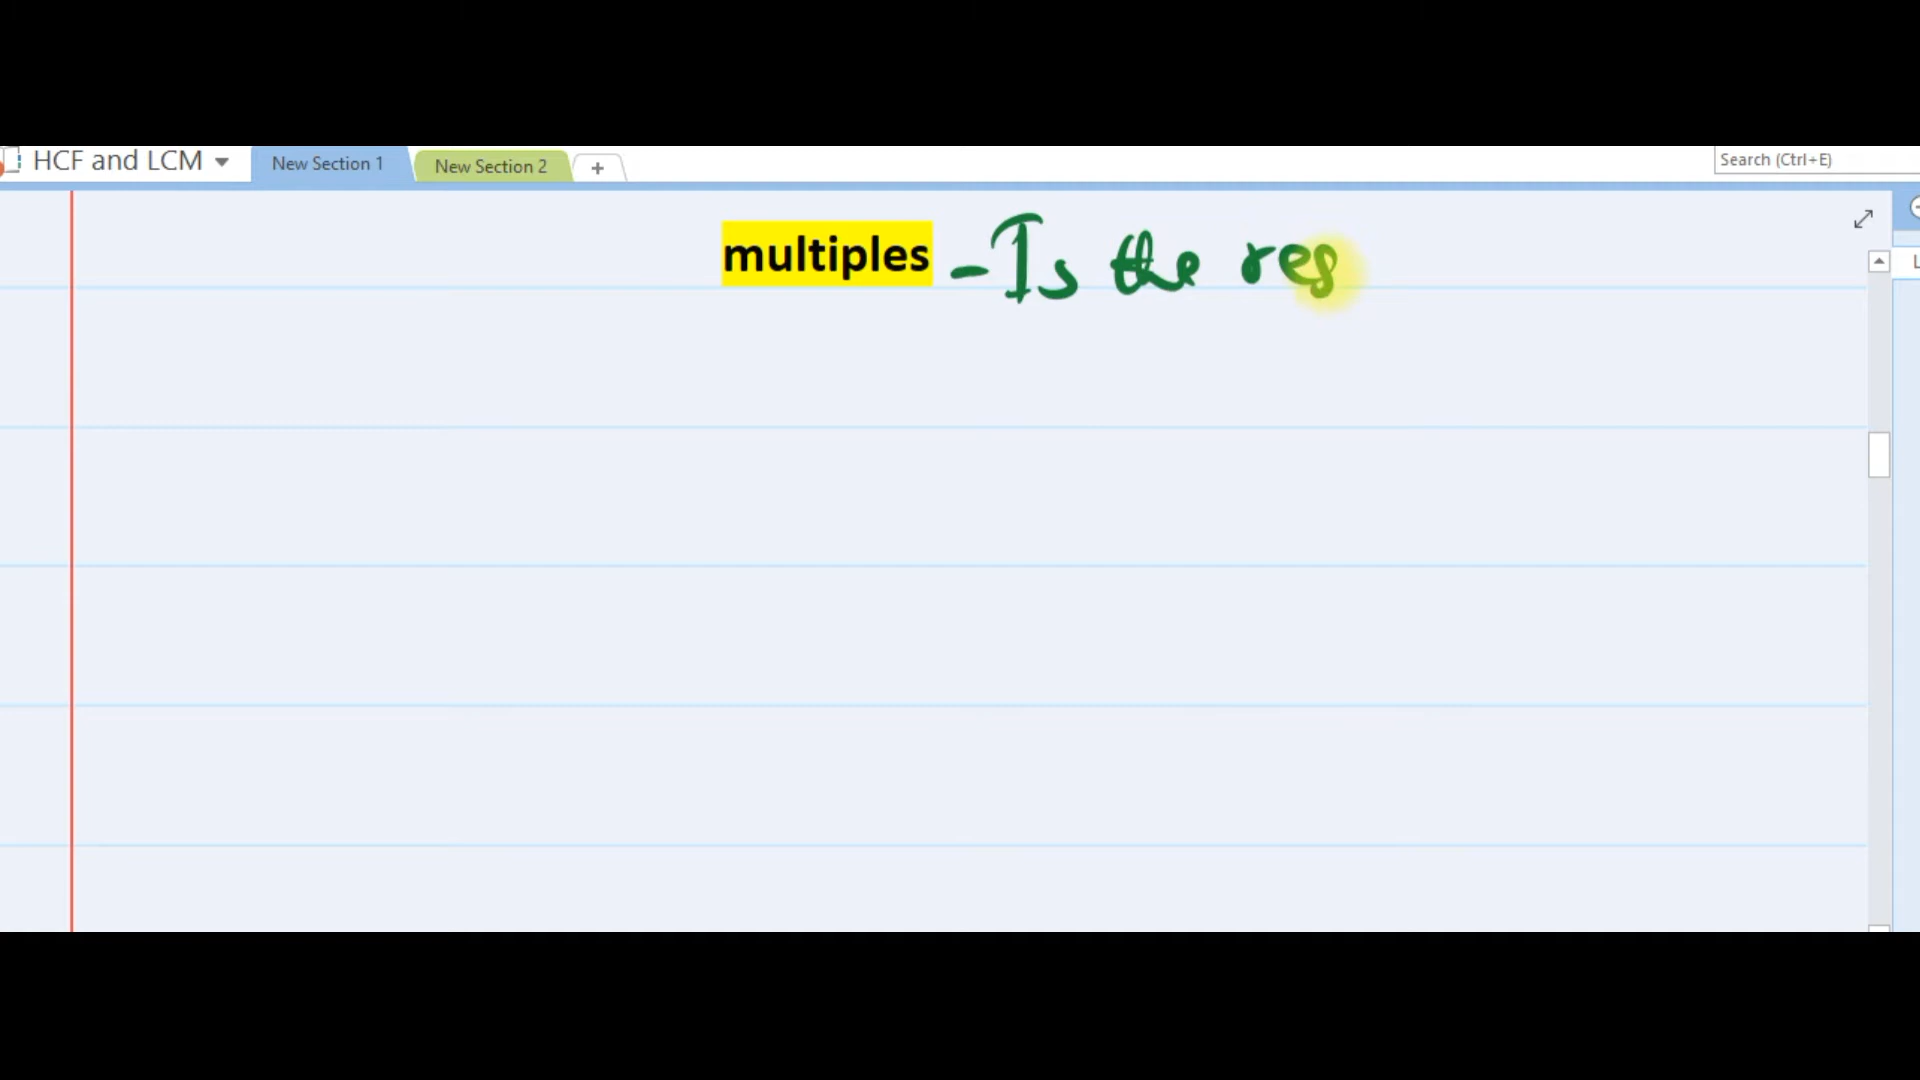 HCF and LCM New Section 1 New Section 2 + Search (Ctrl+E)
multiples - Is the res